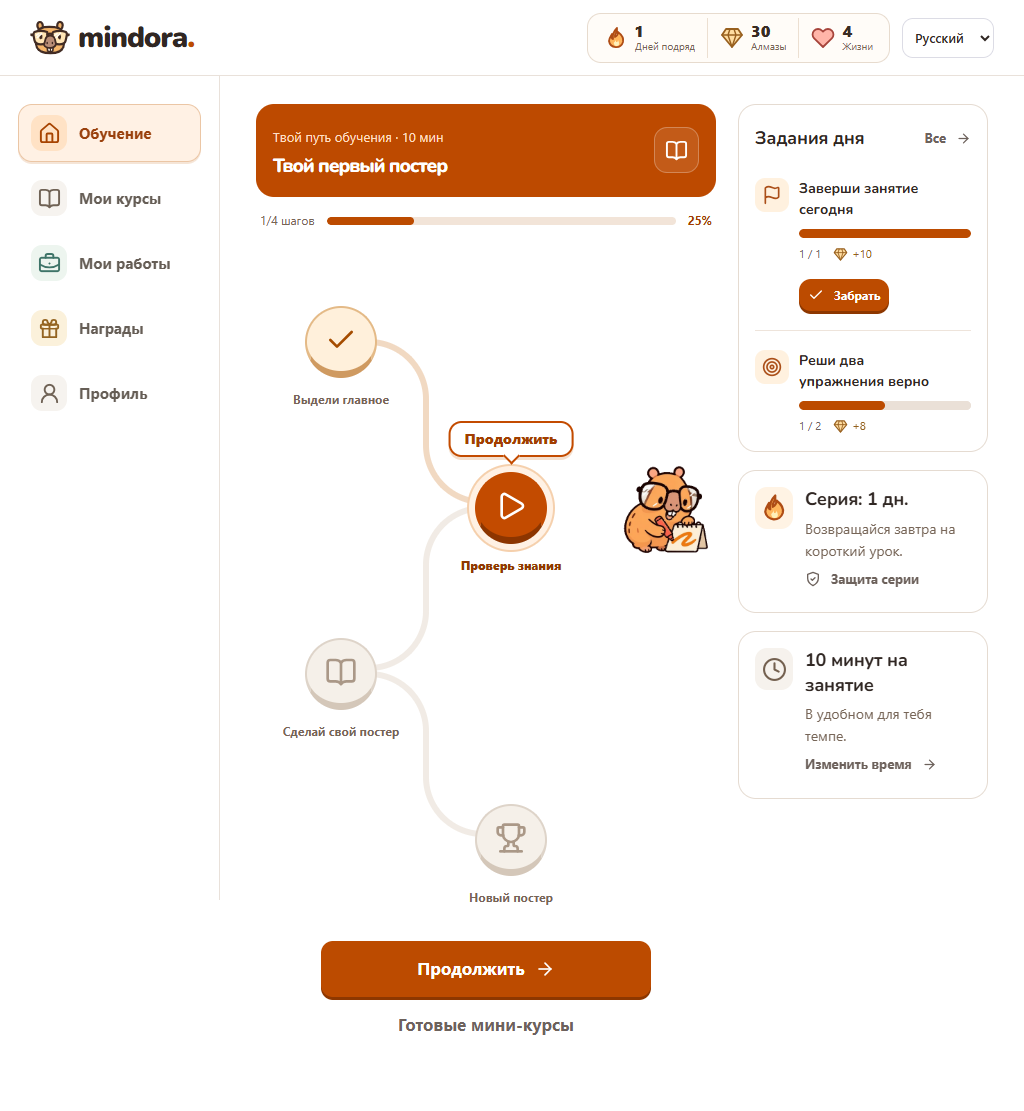 mindora.
1
Дней подряд
30
Алмазы
4
Жизни
Русский
Обучение
Мои курсы
Мои работы
Награды
Профиль
Твой путь обучения · 10 мин
Твой первый постер
1/4 шагов
25%
Выдели главное
Продолжить
Проверь знания
Сделай свой постер
Новый постер
Продолжить
Готовые мини-курсы
Задания дня
Все
Заверши занятие
сегодня
1 / 1
+10
Забрать
Реши два
упражнения верно
1 / 2
+8
Серия: 1 дн.
Возвращайся завтра на
короткий урок.
Защита серии
10 минут на
занятие
В удобном для тебя
темпе.
Изменить время